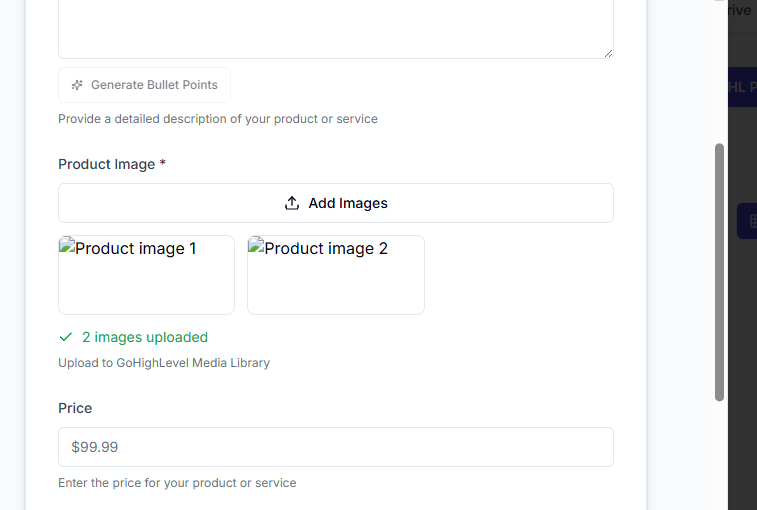 rive
HL P
Generate Bullet Points
Provide a detailed description of your product or service
Product Image *
Add Images
Product image 1
Product image 2
2 images uploaded
Upload to GoHighLevel Media Library
Price
$99.99
Enter the price for your product or service